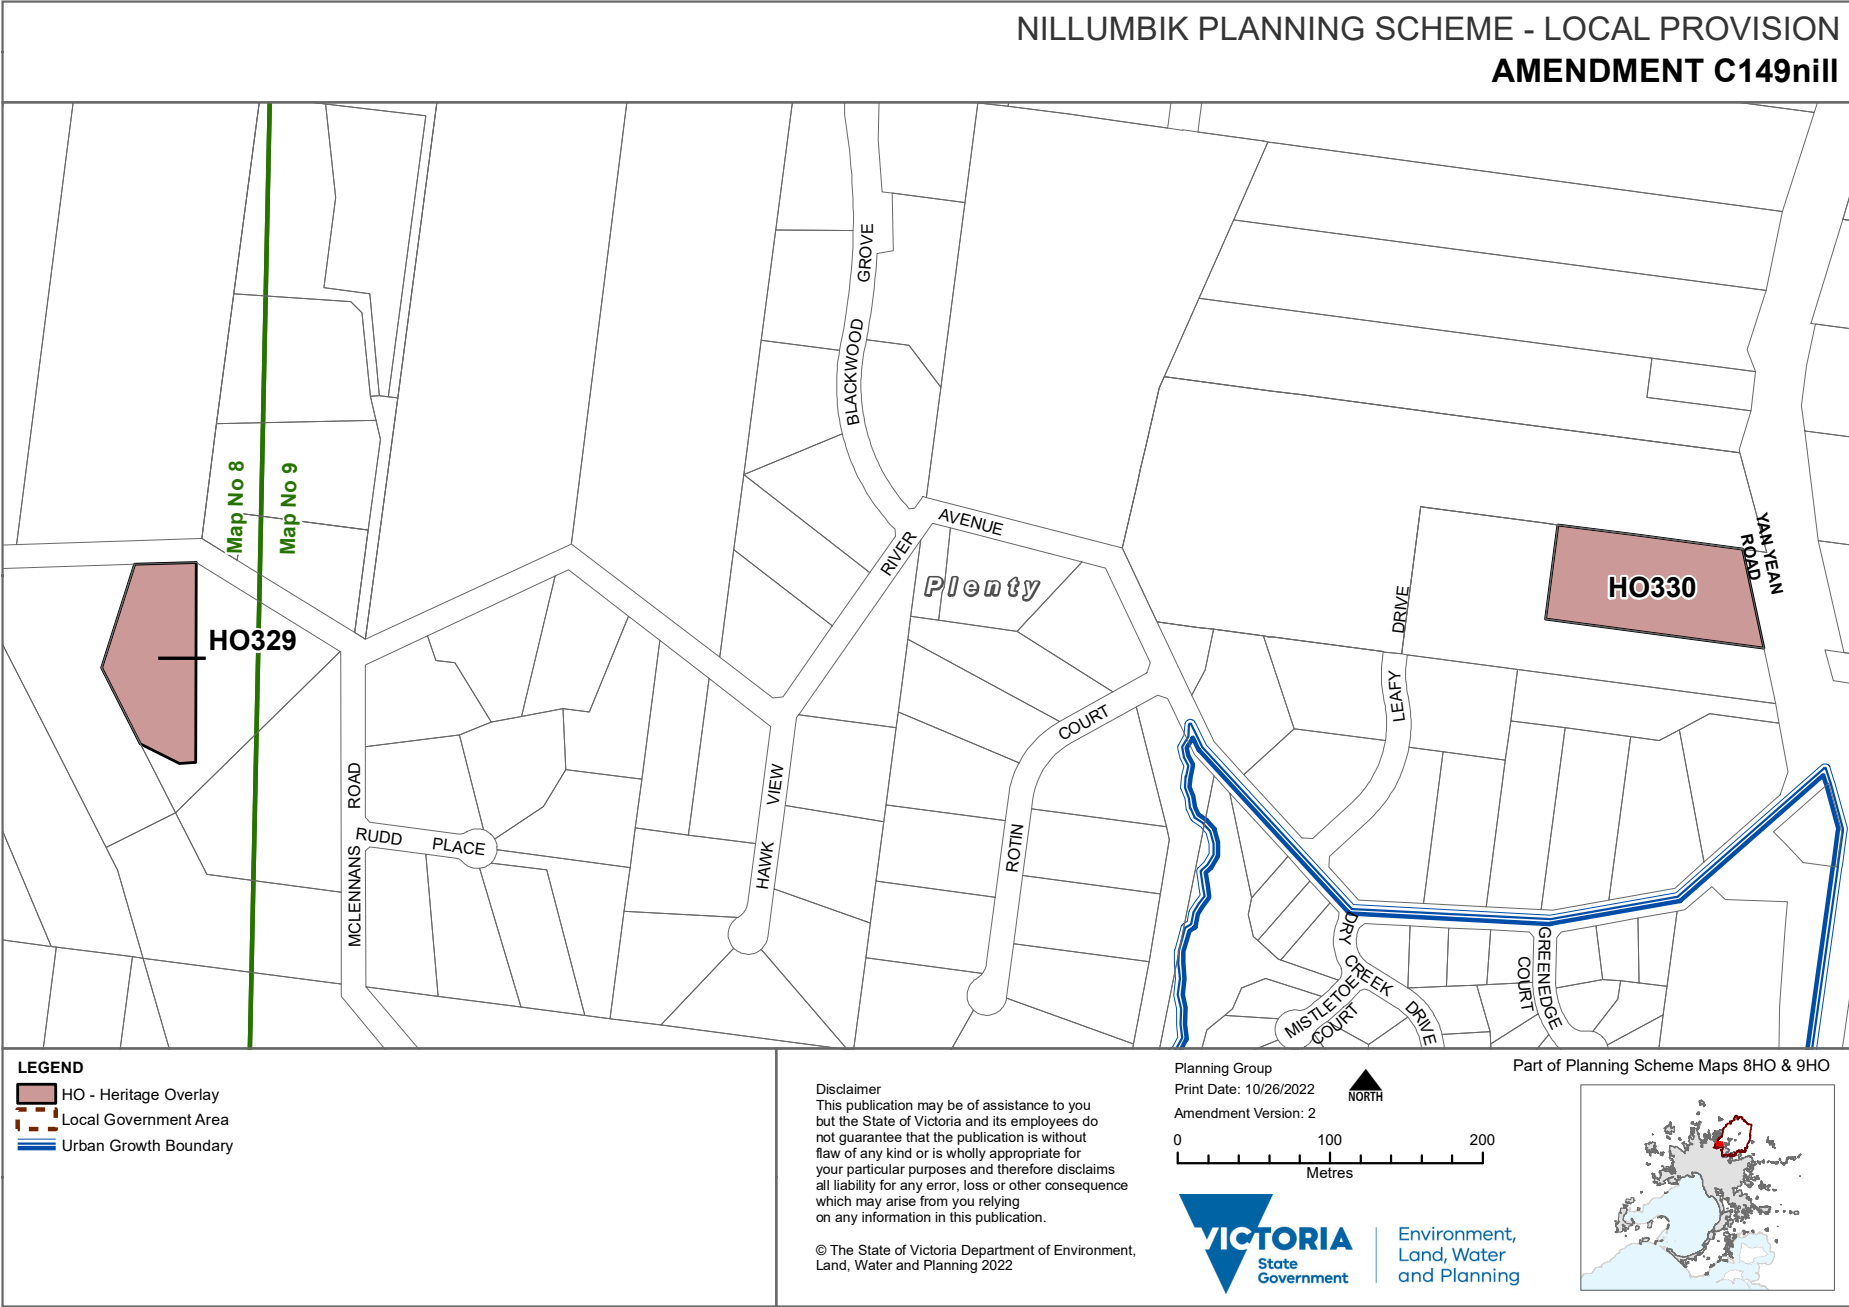 NILLUMBIK PLANNING SCHEME - LOCAL PROVISION
AMENDMENT C149nill
Map No 8
Map No 9
BLACKWOOD GROVE
RIVER AVENUE
Plenty
HO329
HO330
YAN YEAN
ROAD
LEAFY DRIVE
ROTIN COURT
HAWK VIEW
MCLENNANS ROAD
RUDD PLACE
DRY CREEK DRIVE
MISTLETOE
COURT
GREENEDGE
COURT
LEGEND
HO - Heritage Overlay
Local Government Area
Urban Growth Boundary
Disclaimer
This publication may be of assistance to you
but the State of Victoria and its employees do
not guarantee that the publication is without
flaw of any kind or is wholly appropriate for
your particular purposes and therefore disclaims
all liability for any error, loss or other consequence
which may arise from you relying
on any information in this publication.
© The State of Victoria Department of Environment,
Land, Water and Planning 2022
Planning Group
Print Date: 10/26/2022
Amendment Version: 2
NORTH
0 100 200
Metres
VICTORIA
State
Government
Environment,
Land, Water
and Planning
Part of Planning Scheme Maps 8HO & 9HO